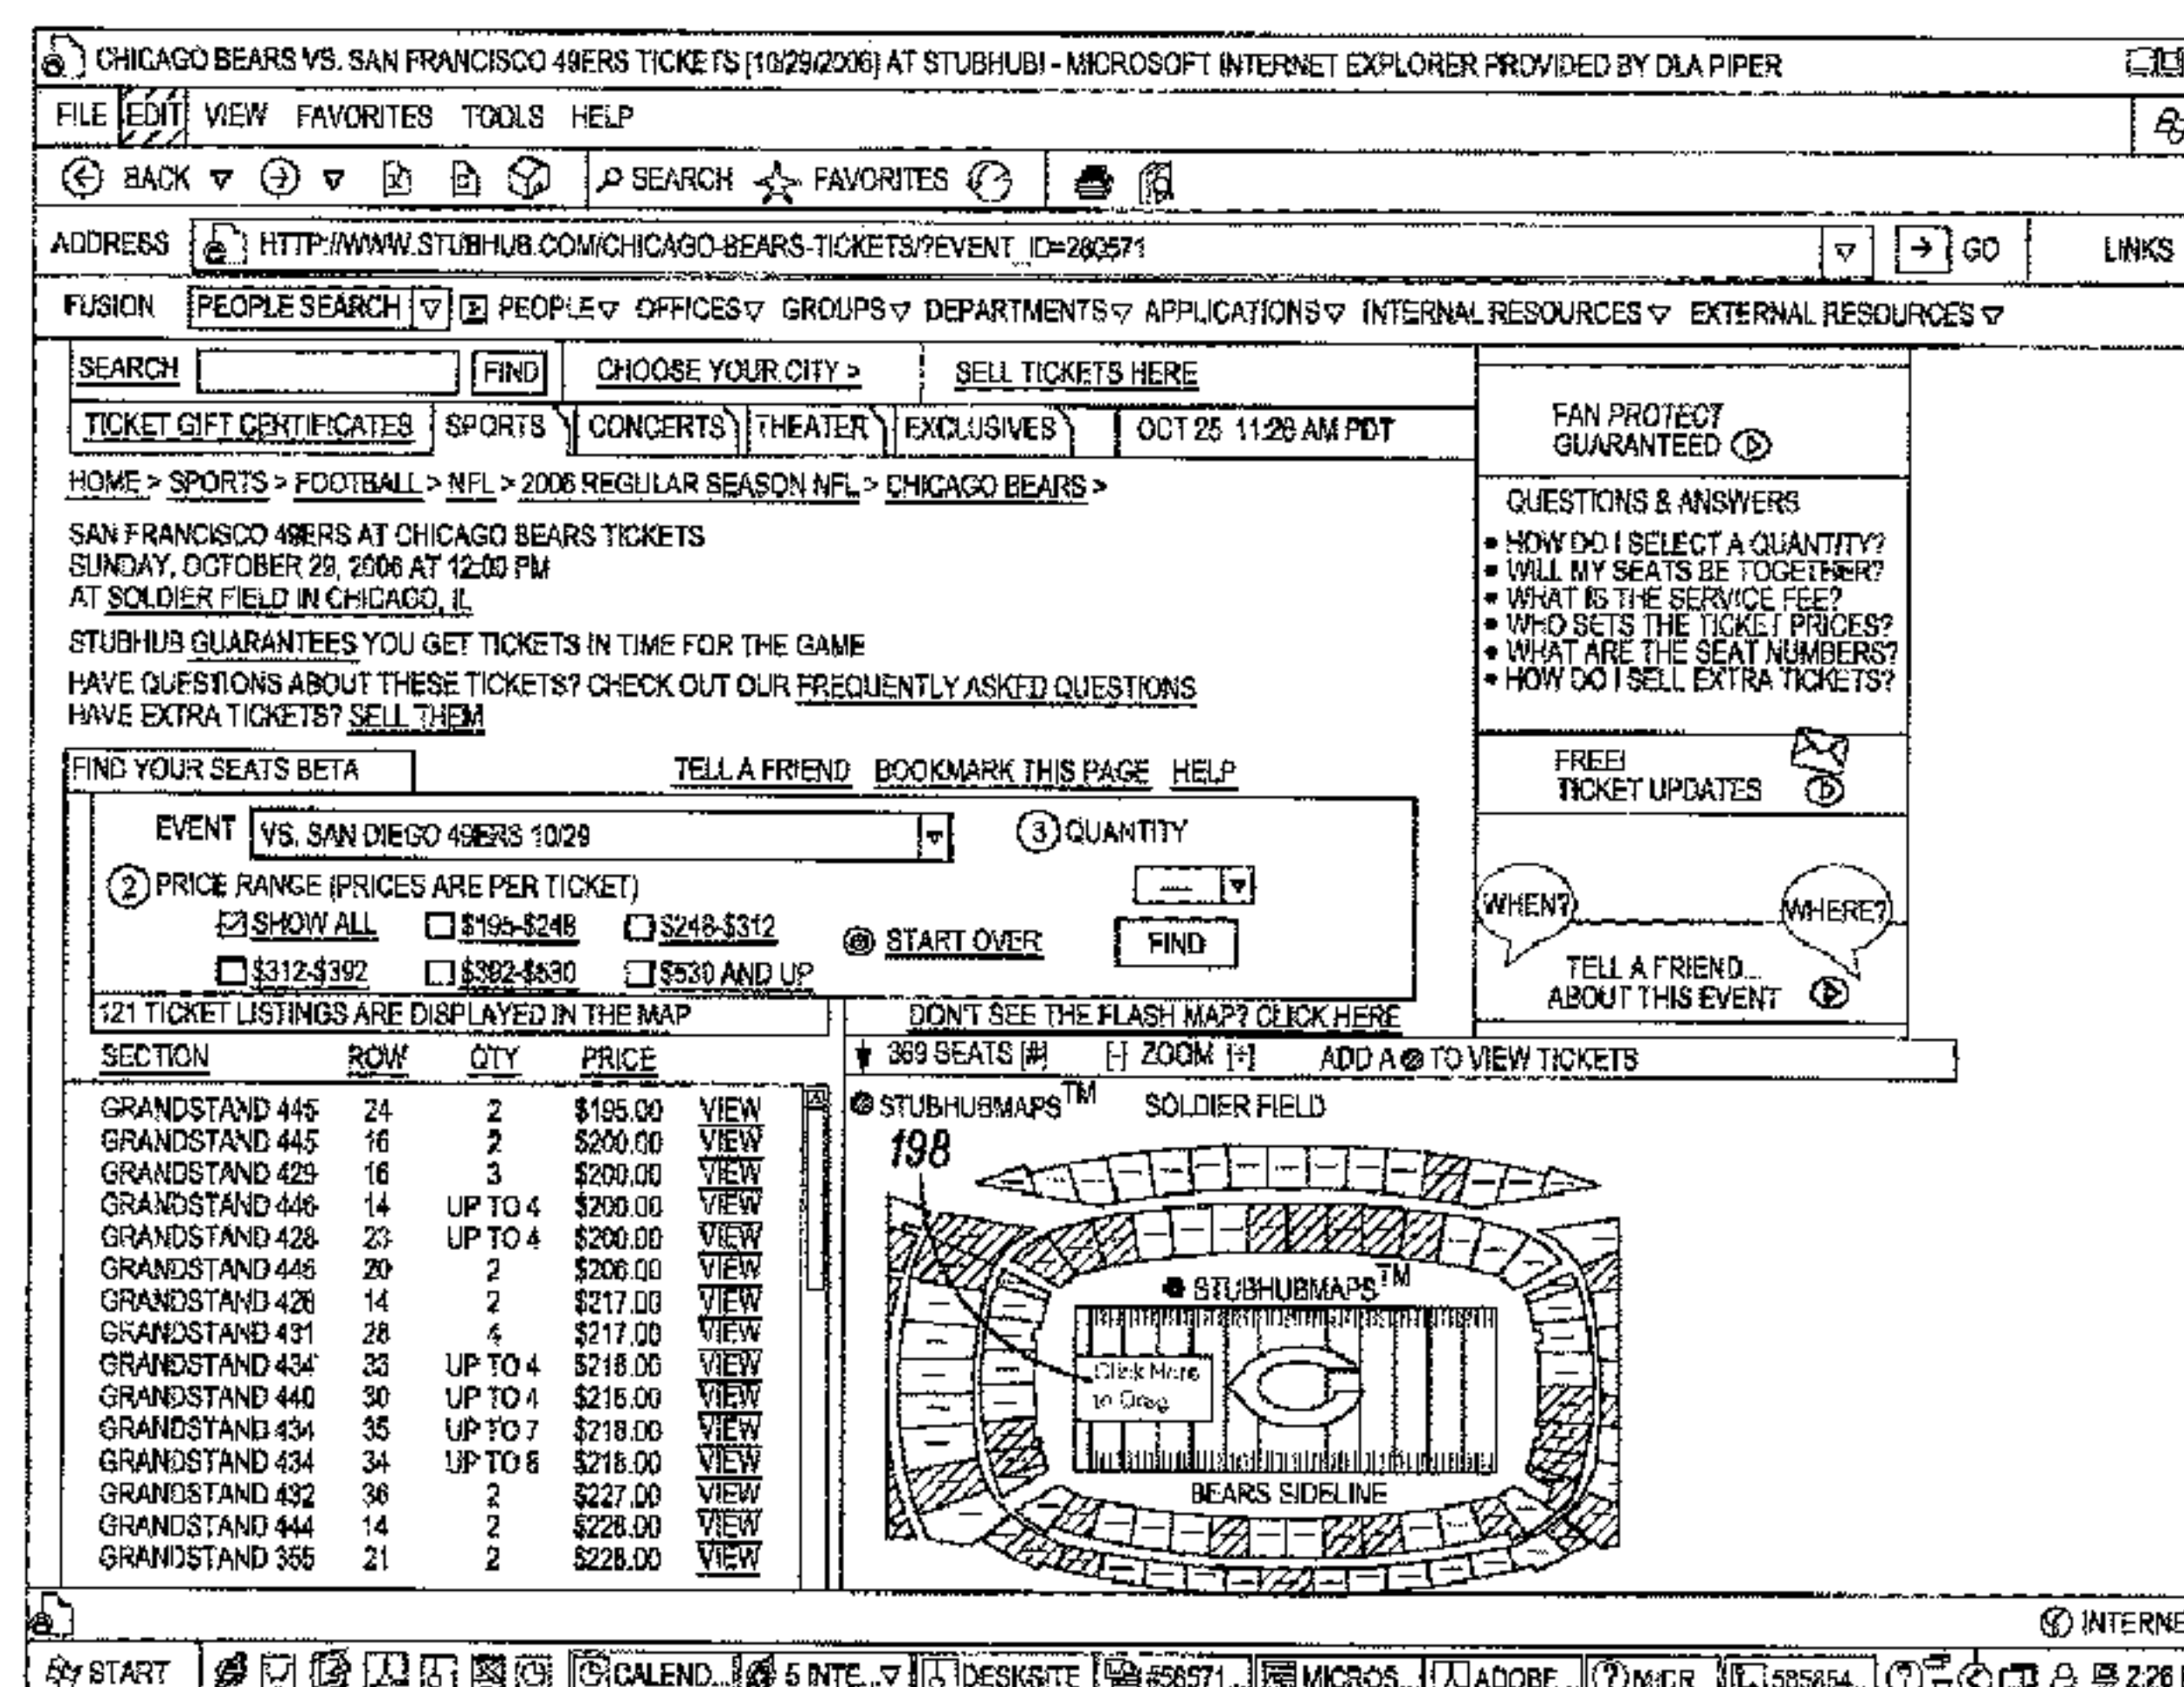 CHICAGO BEARS VS. SAN FRANCISCO 49ERS TICKETS [10/29/2006] AT STUBHUB! - MICROSOFT INTERNET EXPLORER PROVIDED BY DLA PIPER
FILE EDIT VIEW FAVORITES TOOLS HELP
BACK SEARCH FAVORITES
ADDRESS HTTP://WWW.STUBHUB.COM/CHICAGO-BEARS-TICKETS/?EVENT_ID=280571 GO LINKS
FUSION PEOPLE SEARCH PEOPLE OFFICES GROUPS DEPARTMENTS APPLICATIONS INTERNAL RESOURCES EXTERNAL RESOURCES
SEARCH FIND CHOOSE YOUR CITY > SELL TICKETS HERE
TICKET GIFT CERTIFICATES SPORTS CONCERTS THEATER EXCLUSIVES OCT 25 11:26 AM PDT
HOME > SPORTS > FOOTBALL > NFL > 2006 REGULAR SEASON NFL > CHICAGO BEARS >
SAN FRANCISCO 49ERS AT CHICAGO BEARS TICKETS
SUNDAY, OCTOBER 29, 2006 AT 12:00 PM
AT SOLDIER FIELD IN CHICAGO, IL
STUBHUB GUARANTEES YOU GET TICKETS IN TIME FOR THE GAME
HAVE QUESTIONS ABOUT THESE TICKETS? CHECK OUT OUR FREQUENTLY ASKED QUESTIONS
HAVE EXTRA TICKETS? SELL THEM
FAN PROTECT
GUARANTEED
QUESTIONS & ANSWERS
• HOW DO I SELECT A QUANTITY?
• WILL MY SEATS BE TOGETHER?
• WHAT IS THE SERVICE FEE?
• WHO SETS THE TICKET PRICES?
• WHAT ARE THE SEAT NUMBERS?
• HOW DO I SELL EXTRA TICKETS?
FREE!
TICKET UPDATES
WHEN? WHERE?
TELL A FRIEND...
ABOUT THIS EVENT
FIND YOUR SEATS BETA TELL A FRIEND BOOKMARK THIS PAGE HELP
EVENT VS. SAN DIEGO 49ERS 10/29 3 QUANTITY
2 PRICE RANGE (PRICES ARE PER TICKET)
SHOW ALL $195-$248 $248-$312
START OVER FIND
$312-$392 $392-$530 $530 AND UP
121 TICKET LISTINGS ARE DISPLAYED IN THE MAP DON'T SEE THE FLASH MAP? CLICK HERE
SECTION ROW QTY PRICE
369 SEATS [#] [-] ZOOM [+] ADD A TO VIEW TICKETS
GRANDSTAND 445 24 2 $195.00 VIEW
GRANDSTAND 445 16 2 $200.00 VIEW
GRANDSTAND 429 16 3 $200.00 VIEW
GRANDSTAND 446 14 UP TO 4 $200.00 VIEW
GRANDSTAND 428 23 UP TO 4 $200.00 VIEW
GRANDSTAND 445 20 2 VIEW
GRANDSTAND 14 2 $217.00 VIEW
GRANDSTAND 431 28 4 $217.00 VIEW
GRANDSTAND 434 33 UP TO 4 VIEW
GRANDSTAND 440 30 UP TO 4 VIEW
GRANDSTAND 434 35 UP TO 7 $218.00 VIEW
GRANDSTAND 434 34 UP TO VIEW
GRANDSTAND 432 36 2 $227.00 VIEW
GRANDSTAND 444 14 2 VIEW
GRANDSTAND 355 21 2 $228.00 VIEW
STUBHUBMAPS™ SOLDIER FIELD
198
STUBHUBMAPS™
Click Here
to Drag
BEARS SIDELINE
INTERNE
START CALEND... 5 INTE... DESKSITE MICROS... ADOBE... 585854... 2:26